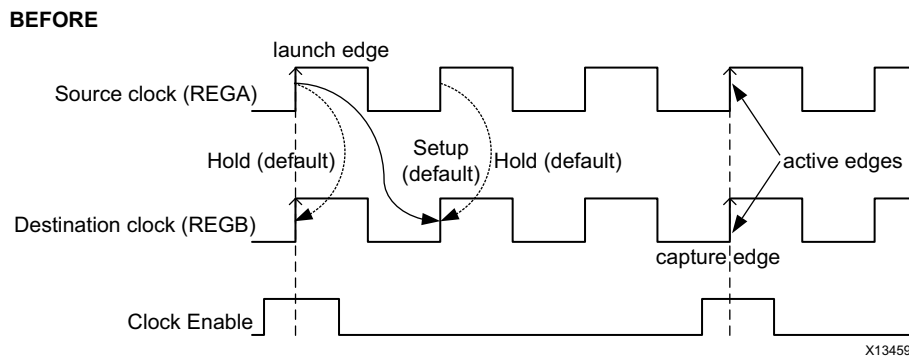 BEFORE
launch edge
Source clock (REGA)
Hold (default)
Setup
(default)
Hold (default)
active edges
Destination clock (REGB)
capture edge
Clock Enable
X13459